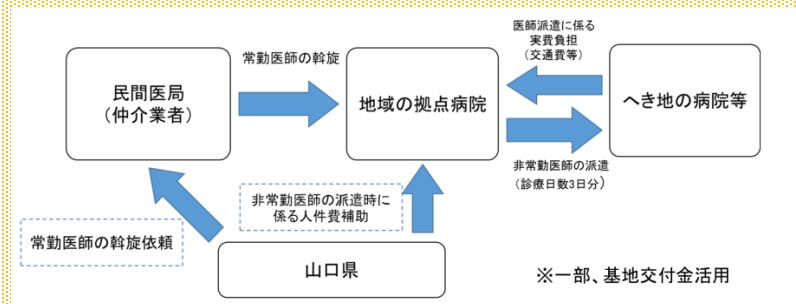 医師派遣に係る
実費負担
(交通費等)
常勤医師の斡旋
民間医局
(仲介業者)
地域の拠点病院
へき地の病院等
非常勤医師の派遣
(診療日数3日分)
非常勤医師の派遣時に
係る人件費補助
常勤医師の斡旋依頼
山口県
※一部、基地交付金活用